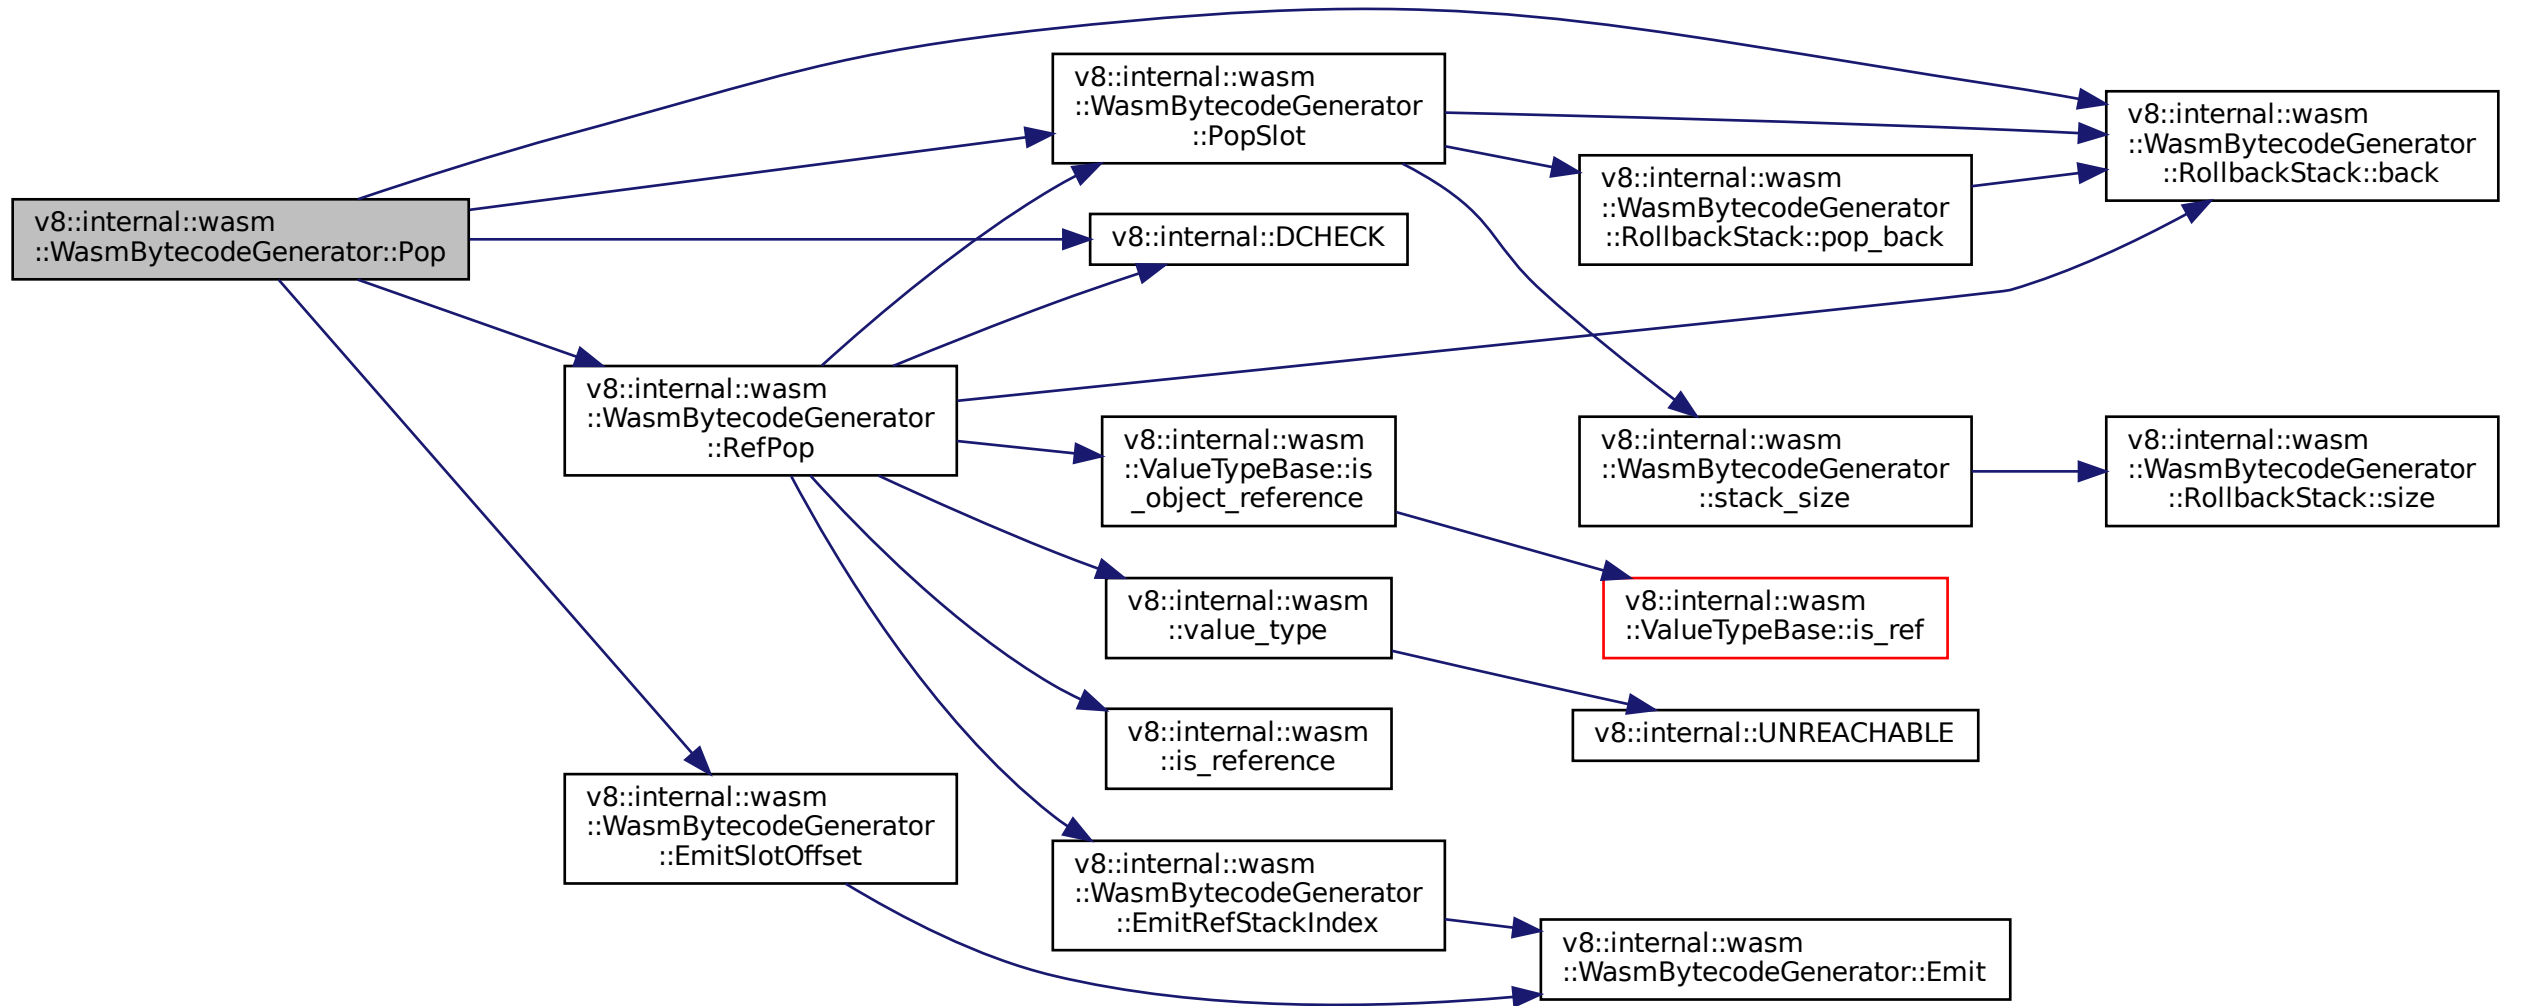 v8::internal::wasm
::WasmBytecodeGenerator::Pop
v8::internal::wasm
::WasmBytecodeGenerator
::PopSlot
v8::internal::DCHECK
v8::internal::wasm
::WasmBytecodeGenerator
::RefPop
v8::internal::wasm
::WasmBytecodeGenerator
::EmitSlotOffset
v8::internal::wasm
::ValueTypeBase::is
_object_reference
v8::internal::wasm
::value_type
v8::internal::wasm
::is_reference
v8::internal::wasm
::WasmBytecodeGenerator
::EmitRefStackIndex
v8::internal::wasm
::WasmBytecodeGenerator
::RollbackStack::pop_back
v8::internal::wasm
::WasmBytecodeGenerator
::stack_size
v8::internal::wasm
::ValueTypeBase::is_ref
v8::internal::UNREACHABLE
v8::internal::wasm
::WasmBytecodeGenerator::Emit
v8::internal::wasm
::WasmBytecodeGenerator
::RollbackStack::back
v8::internal::wasm
::WasmBytecodeGenerator
::RollbackStack::size